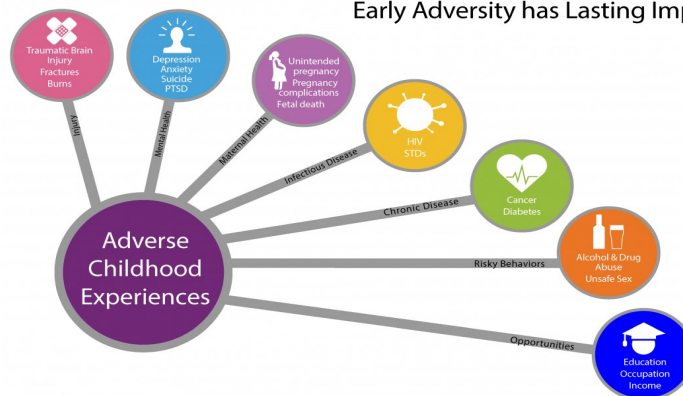 Early Adversity has Lasting
Traumatic Brain
Injury
Fractures
Burns
Depression
Anxiety
Suicide
PTSD
Unintended
pregnancy
Pregnancy
complications
Fetal death
HIV
STDs
Cancer
Diabetes
Alcohol & Drug
Abuse
Unsafe Sex
Education
Occupation
Income
Injury
Mental Health
Maternal Health
Infectious Disease
Chronic Disease
Risky Behaviors
Opportunities
Adverse
Childhood
Experiences